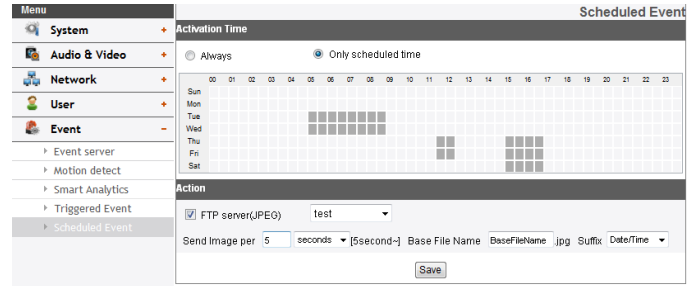 Menu
Scheduled Event
System +
Audio & Video +
Network +
User +
Event –
Event server
Motion detect
Smart Analytics
Triggered Event
Scheduled Event
Activation Time
Always
Only scheduled time
00 01 02 03 04 05 06 07 08 09 10 11 12 13 14 15 16 17 18 19 20 21 22 23
Sun
Mon
Tue
Wed
Thu
Fri
Sat
Action
FTP server(JPEG) test
Send Image per 5 seconds [5second~] Base File Name BaseFileName .jpg Suffix Date/Time
Save